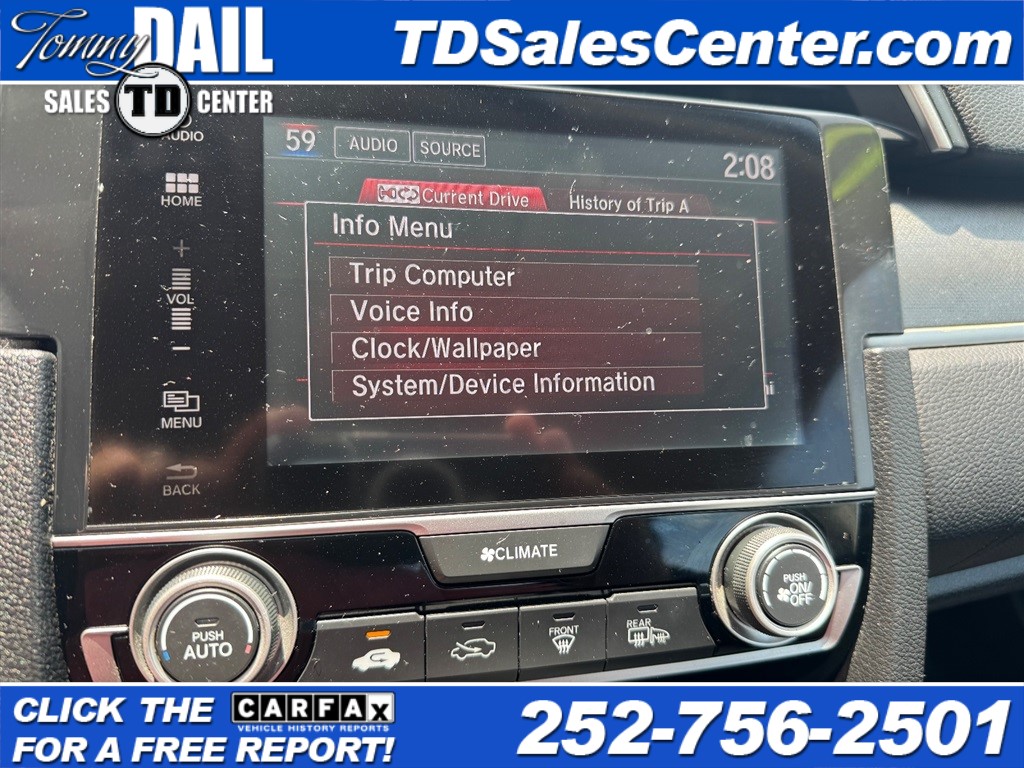 Tommy DAIL
SALES TD CENTER
TDSalesCenter.com
AUDIO
59 AUDIO SOURCE
2:08
HOME
Current Drive History of Trip A
Info Menu
Trip Computer
Voice Info
Clock/Wallpaper
System/Device Information
+
VOL
−
MENU
BACK
CLIMATE
PUSH
AUTO
FRONT
REAR
PUSH
ON/
OFF
CLICK THE CARFAX
VEHICLE HISTORY REPORTS
FOR A FREE REPORT!
252-756-2501